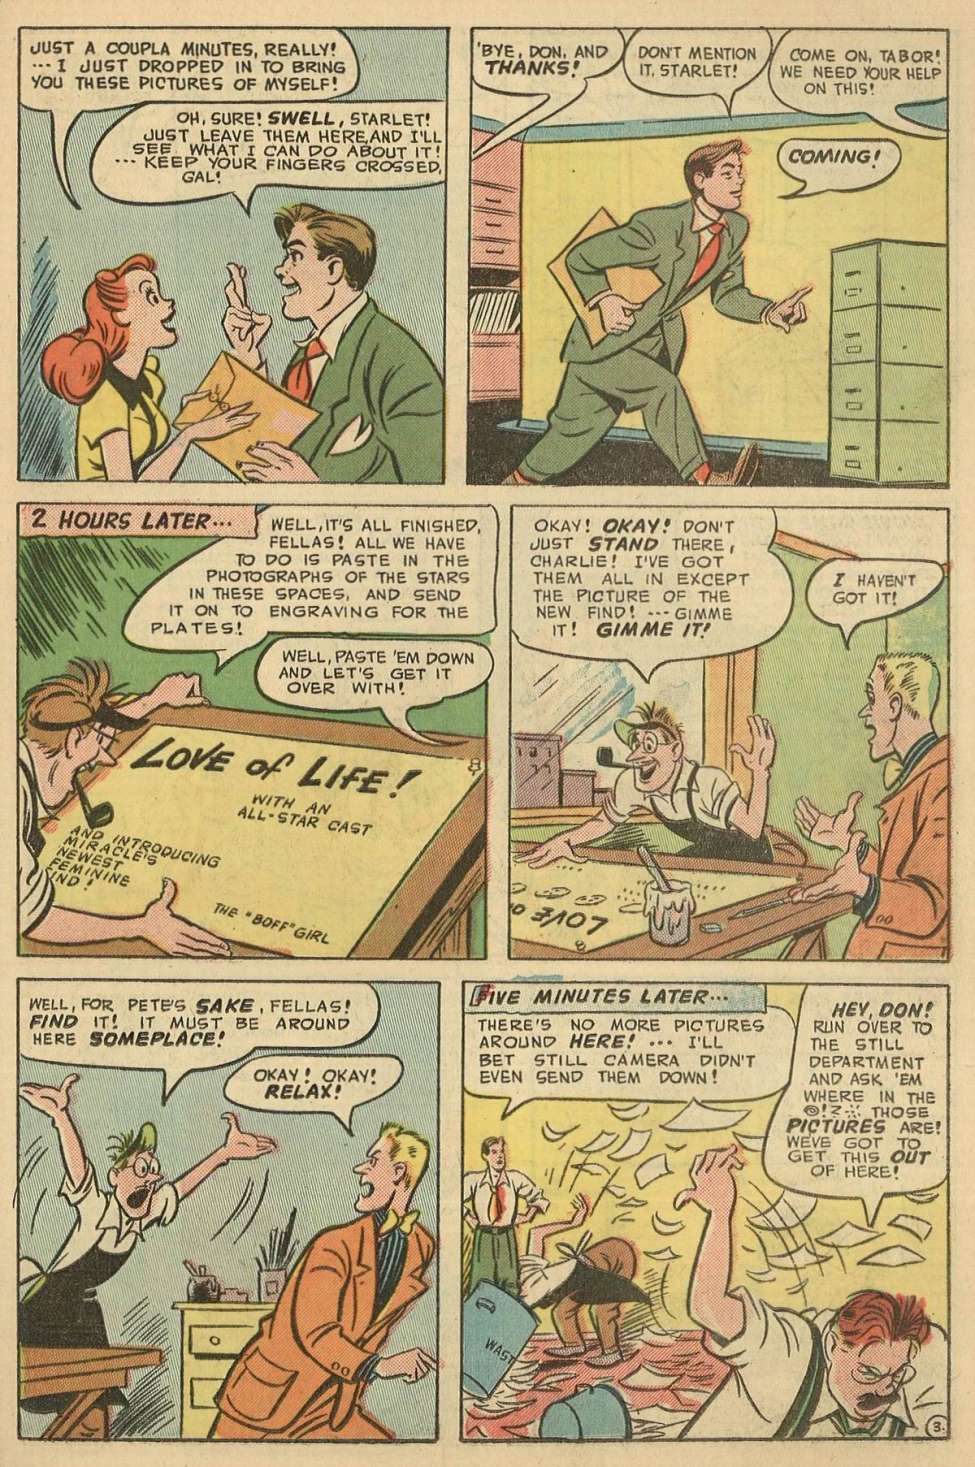 JUST A COUPLA MINUTES, REALLY!
... I JUST DROPPED IN TO BRING
YOU THESE PICTURES OF MYSELF!
OH, SURE! SWELL, STARLET!
JUST LEAVE THEM HERE, AND I'LL
SEE WHAT I CAN DO ABOUT IT!
... KEEP YOUR FINGERS CROSSED,
GAL!
'BYE, DON, AND
THANKS!
DON'T MENTION
IT, STARLET!
COME ON, TABOR!
WE NEED YOUR HELP
ON THIS!
COMING!
2 HOURS LATER...
WELL, IT'S ALL FINISHED,
FELLAS! ALL WE HAVE
TO DO IS PASTE IN THE
PHOTOGRAPHS OF THE STARS
IN THESE SPACES, AND SEND
IT ON TO ENGRAVING FOR THE
PLATES!
WELL, PASTE 'EM DOWN
AND LET'S GET IT
OVER WITH!
LOVE OF LIFE!
WITH AN
ALL-STAR CAST
AND INTRODUCING
MIRACLE'S
NEWEST
FEMININE
IND!
THE "BOFF" GIRL
OKAY! OKAY! DON'T
JUST STAND THERE,
CHARLIE! I'VE GOT
THEM ALL IN EXCEPT
THE PICTURE OF THE
NEW FIND! ... GIMME
IT! GIMME IT!
I HAVEN'T
GOT IT!
LOVE O
WELL, FOR PETE'S SAKE, FELLAS!
FIND IT! IT MUST BE AROUND
HERE SOMEPLACE!
OKAY! OKAY!
RELAX!
FIVE MINUTES LATER...
THERE'S NO MORE PICTURES
AROUND HERE! ... I'LL
BET STILL CAMERA DIDN'T
EVEN SEND THEM DOWN!
HEY, DON!
RUN OVER TO
THE STILL
DEPARTMENT
AND ASK 'EM
WHERE IN THE
@!?* THOSE
PICTURES ARE!
WE'VE GOT TO
GET THIS OUT
OF HERE!
WAST
3.